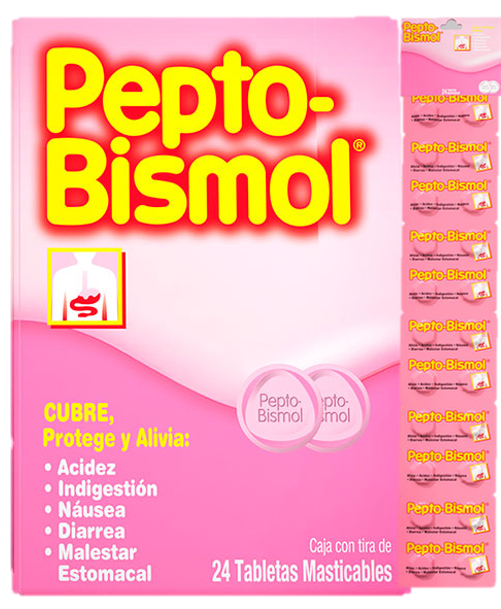 Pepto-
Bismol®
CUBRE,
Protege y Alivia:
• Acidez
• Indigestión
• Náusea
• Diarrea
• Malestar
Estomacal
Pepto-
Bismol
Pepto-
Bismol
Caja con tira de
24 Tabletas Masticables
Pepto-
Bismol
Pepto-Bismol
Pepto-Bismol
Pepto-Bismol
Pepto-Bismol
Pepto-Bismol
Pepto-Bismol
Pepto-Bismol
Pepto-Bismol
Pepto-Bismol
Pepto-Bismol
Pepto-Bismol